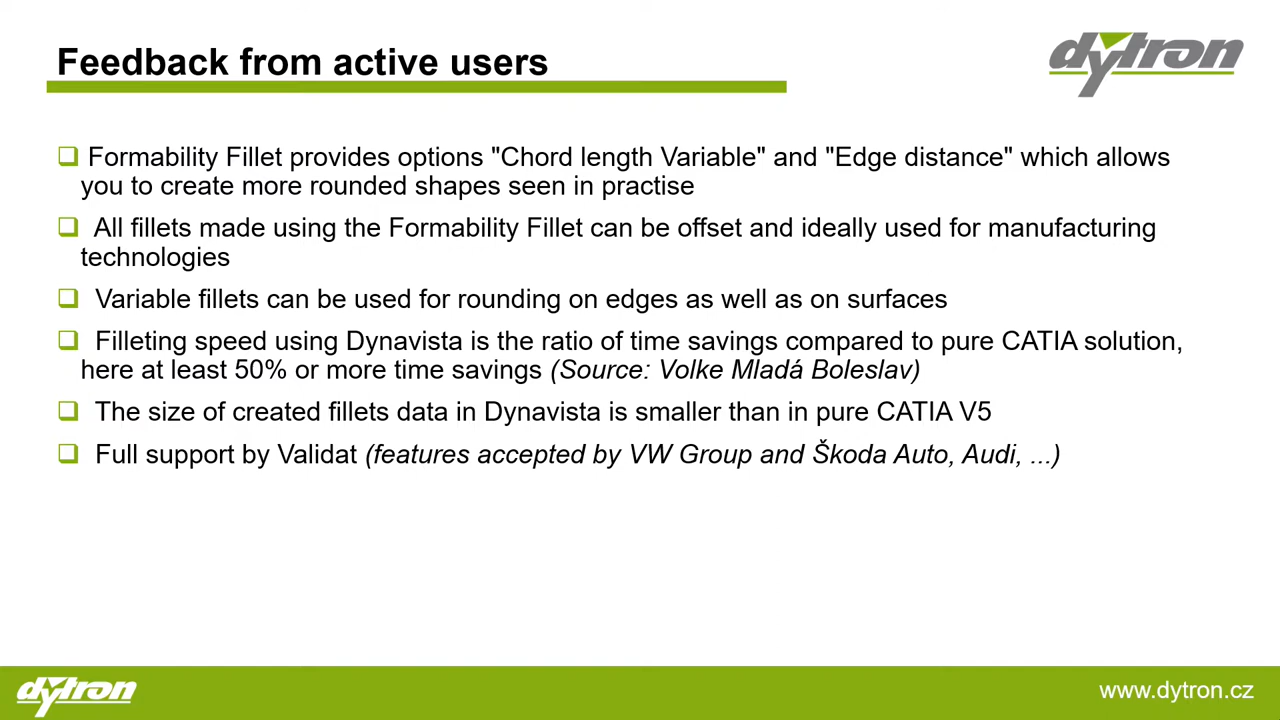 Feedback from active users
dytron
Formability Fillet provides options "Chord length Variable" and "Edge distance" which allows
you to create more rounded shapes seen in practise
All fillets made using the Formability Fillet can be offset and ideally used for manufacturing
technologies
Variable fillets can be used for rounding on edges as well as on surfaces
Filleting speed using Dynavista is the ratio of time savings compared to pure CATIA solution,
here at least 50% or more time savings (Source: Volke Mladá Boleslav)
The size of created fillets data in Dynavista is smaller than in pure CATIA V5
Full support by Validat (features accepted by VW Group and Škoda Auto, Audi, ...)
dytron
www.dytron.cz